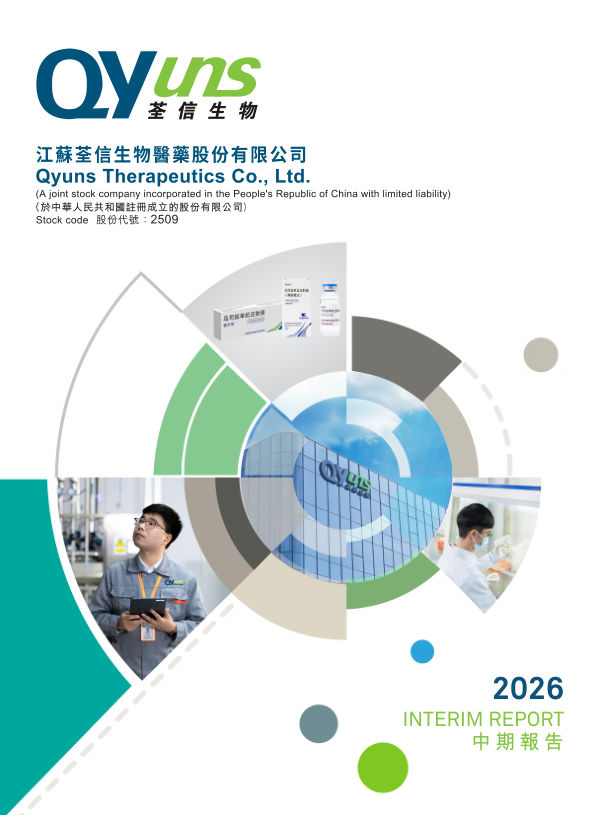 QYuns
荃信生物
江蘇荃信生物醫藥股份有限公司
Qyuns Therapeutics Co., Ltd.
(A joint stock company incorporated in the People's Republic of China with limited liability)
(於中華人民共和國註冊成立的股份有限公司)
Stock code 股份代號：2509
QYuns
QYuns
2026
INTERIM REPORT
中期報告